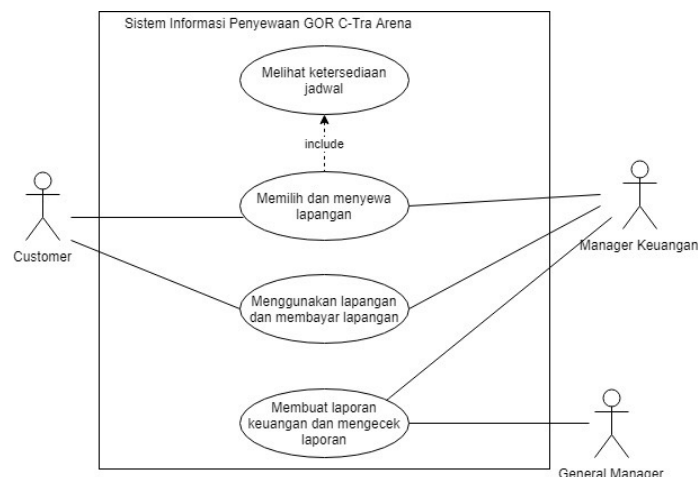 Sistem Informasi Penyewaan GOR C-Tra Arena
Melihat ketersediaan
jadwal
include
Memilih dan menyewa
lapangan
Customer
Manager Keuangan
Menggunakan lapangan
dan membayar lapangan
Membuat laporan
keuangan dan mengecek
laporan
General Manager